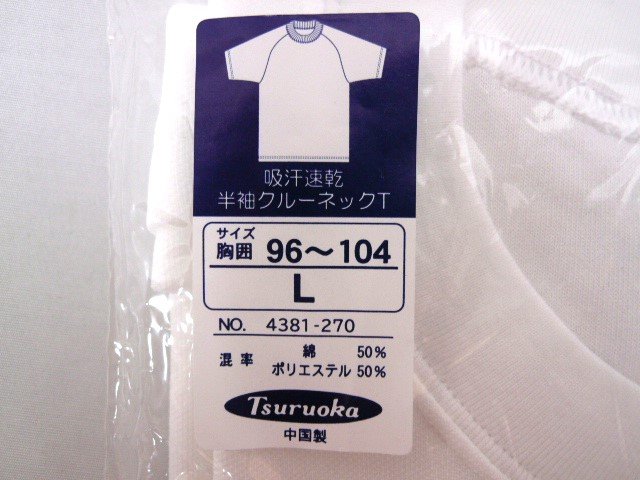 吸汗速乾
半袖クルーネックT
サイズ
胸囲 96～104
L
NO. 4381-270
混率 綿 50%
ポリエステル 50%
Tsuruoka
中国製